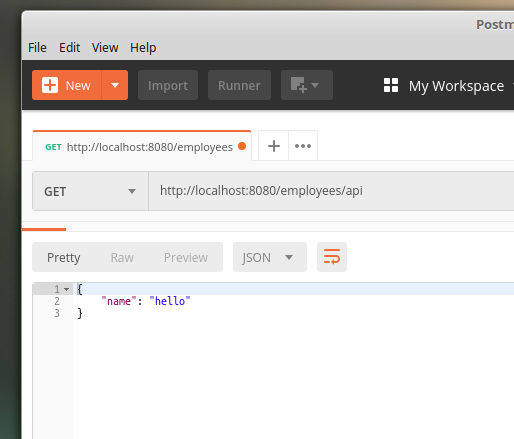 Postm
File Edit View Help
New Import Runner My Workspace
GET http://localhost:8080/employees
GET http://localhost:8080/employees/api
Pretty Raw Preview JSON
1 {
2 "name": "hello"
3 }